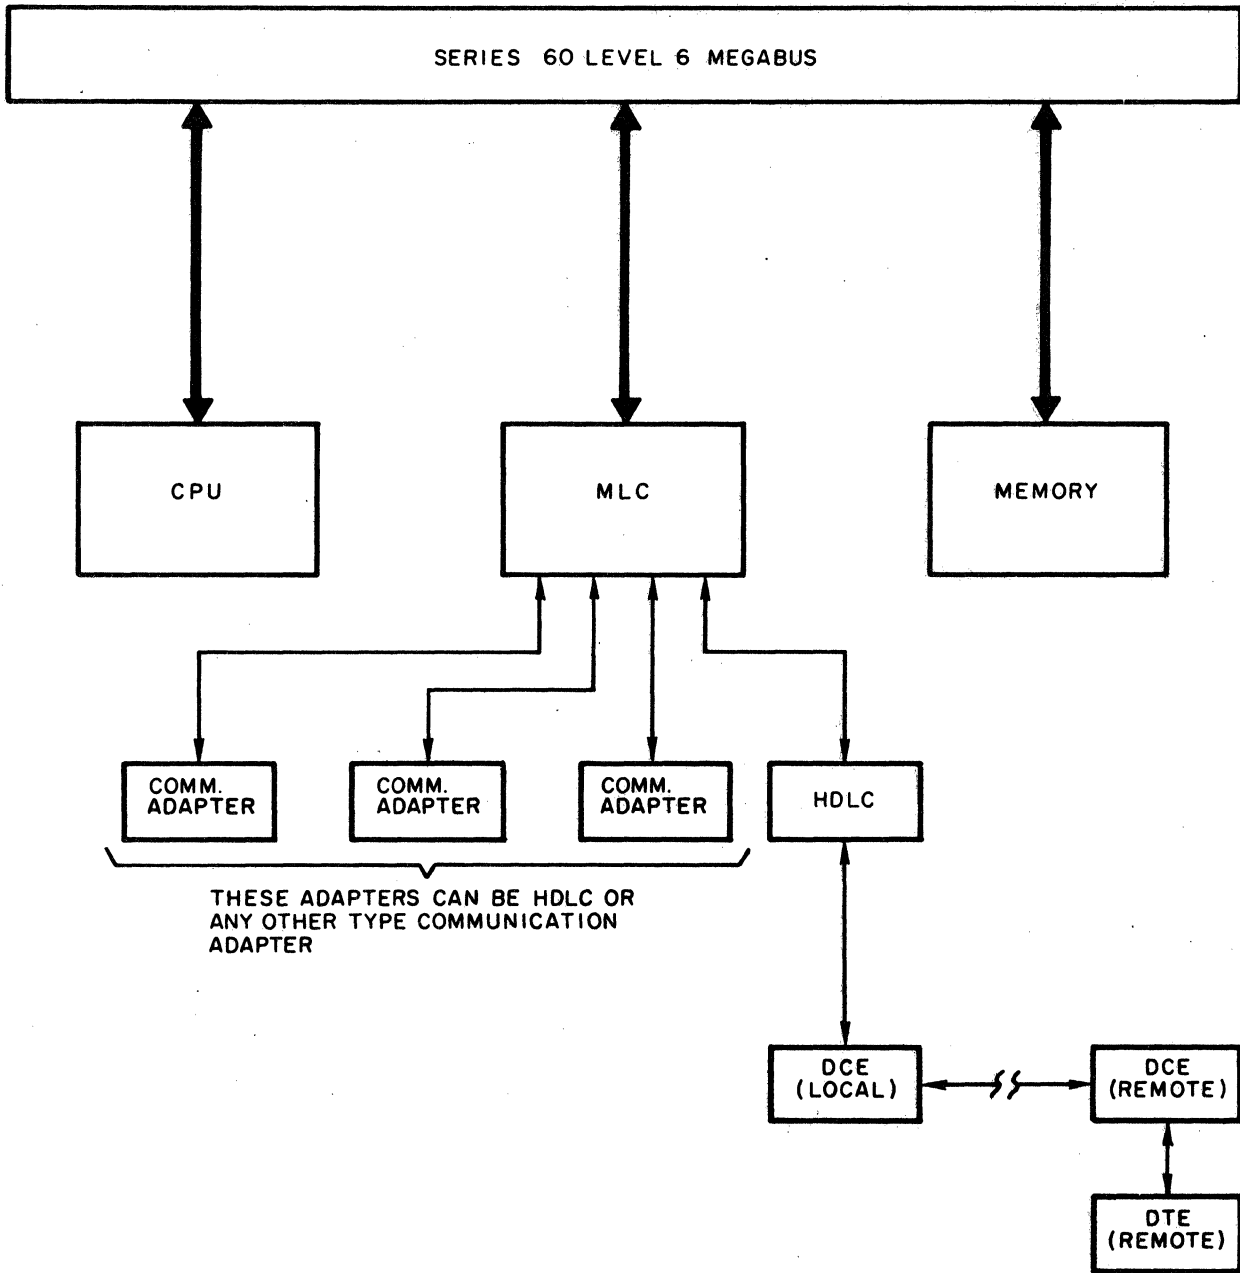 SERIES 60 LEVEL 6 MEGABUS
CPU
MLC
MEMORY
COMM.
ADAPTER
COMM.
ADAPTER
COMM.
ADAPTER
HDLC
THESE ADAPTERS CAN BE HDLC OR
ANY OTHER TYPE COMMUNICATION
ADAPTER
DCE
(LOCAL)
DCE
(REMOTE)
DTE
(REMOTE)